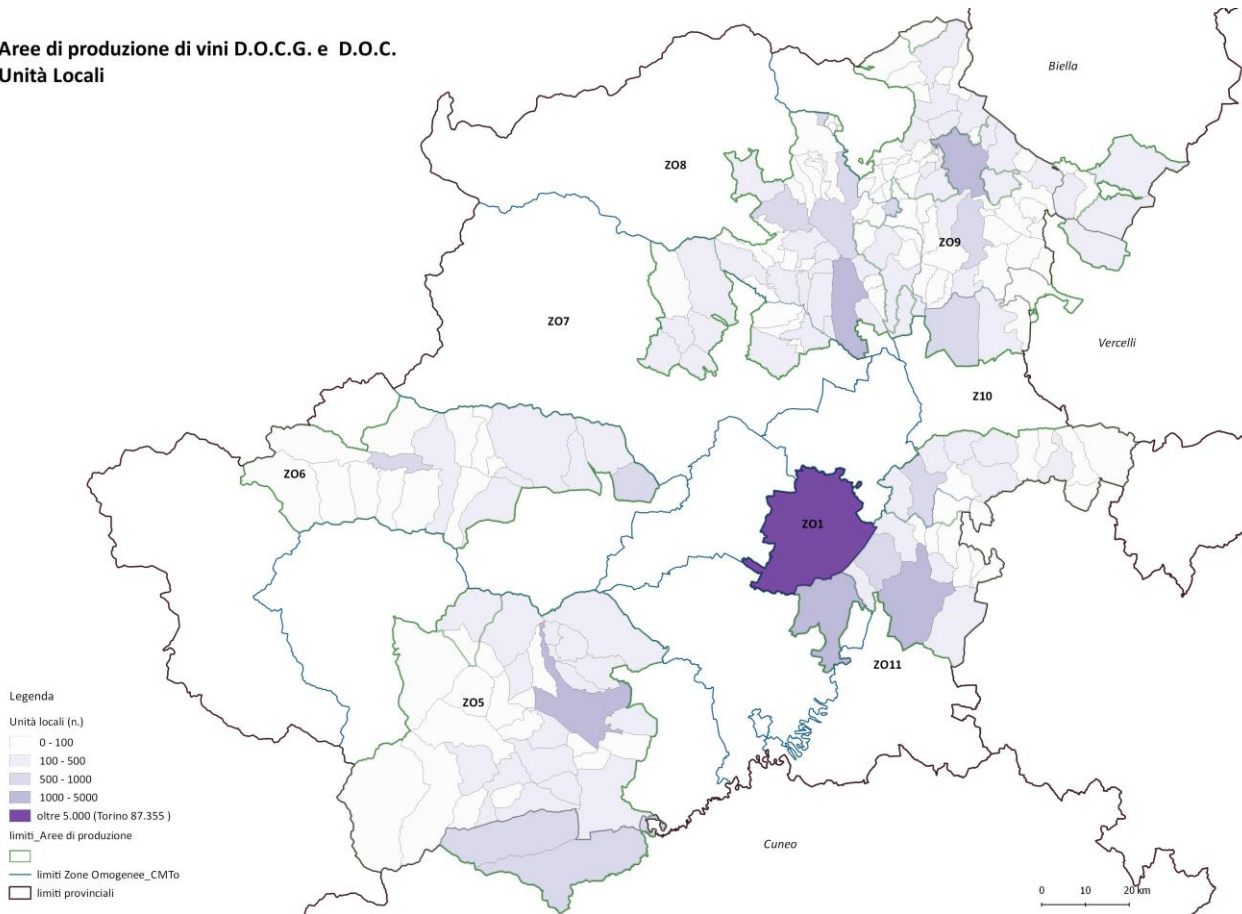 Aree di produzione di vini D.O.C.G. e D.O.C.
Unità Locali
Biella
ZO8
ZO9
ZO7
Vercelli
Z10
ZO6
ZO1
ZO11
ZO5
Cuneo
Legenda
Unità locali (n.)
0 - 100
100 - 500
500 - 1000
1000 - 5000
oltre 5.000 (Torino 87.355 )
limiti_Aree di produzione
limiti Zone Omogenee_CMTo
limiti provinciali
0 10 20 km